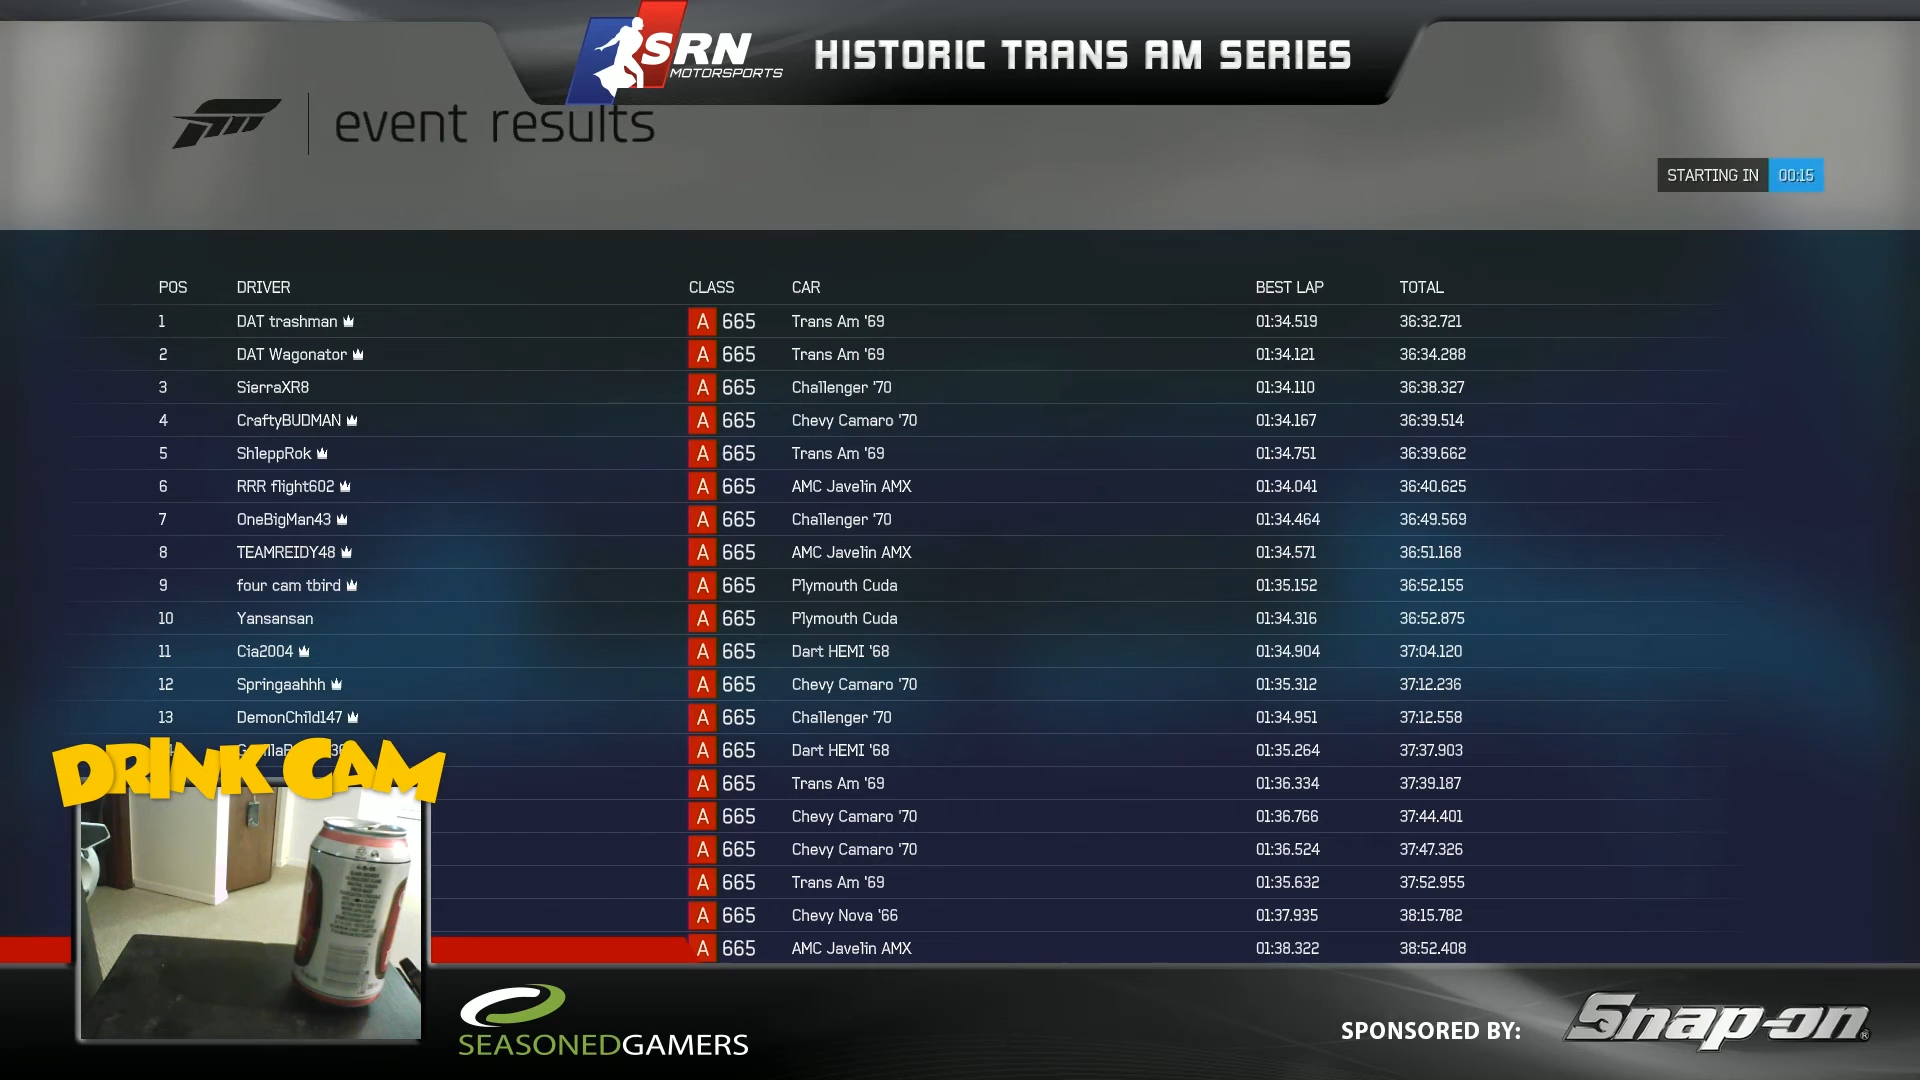 SRN MOTORSPORTS
HISTORIC TRANS AM SERIES
event results
STARTING IN 00:15
POS DRIVER CLASS CAR BEST LAP TOTAL
1 DAT trashman A 665 Trans Am '69 01:34.519 36:32.721
2 DAT Wagonator A 665 Trans Am '69 01:34.121 36:34.288
3 SierraXR8 A 665 Challenger '70 01:34.110 36:38.327
4 CraftyBUDMAN A 665 Chevy Camaro '70 01:34.167 36:39.514
5 ShleppRok A 665 Trans Am '69 01:34.751 36:39.662
6 RRR flight602 A 665 AMC Javelin AMX 01:34.041 36:40.625
7 OneBigMan43 A 665 Challenger '70 01:34.464 36:49.569
8 TEAMREIDY48 A 665 AMC Javelin AMX 01:34.571 36:51.168
9 four cam tbird A 665 Plymouth Cuda 01:35.152 36:52.155
10 Yansansan A 665 Plymouth Cuda 01:34.316 36:52.875
11 Cia2004 A 665 Dart HEMI '68 01:34.904 37:04.120
12 Springaahhh A 665 Chevy Camaro '70 01:35.312 37:12.236
13 DemonChild147 A 665 Challenger '70 01:34.951 37:12.558
A 665 Dart HEMI '68 01:35.264 37:37.903
A 665 Trans Am '69 01:36.334 37:39.187
A 665 Chevy Camaro '70 01:36.766 37:44.401
A 665 Chevy Camaro '70 01:36.524 37:47.326
A 665 Trans Am '69 01:35.632 37:52.955
A 665 Chevy Nova '66 01:37.935 38:15.782
A 665 AMC Javelin AMX 01:38.322 38:52.408
DRINK CAM
SEASONEDGAMERS
SPONSORED BY:
Snap-on®